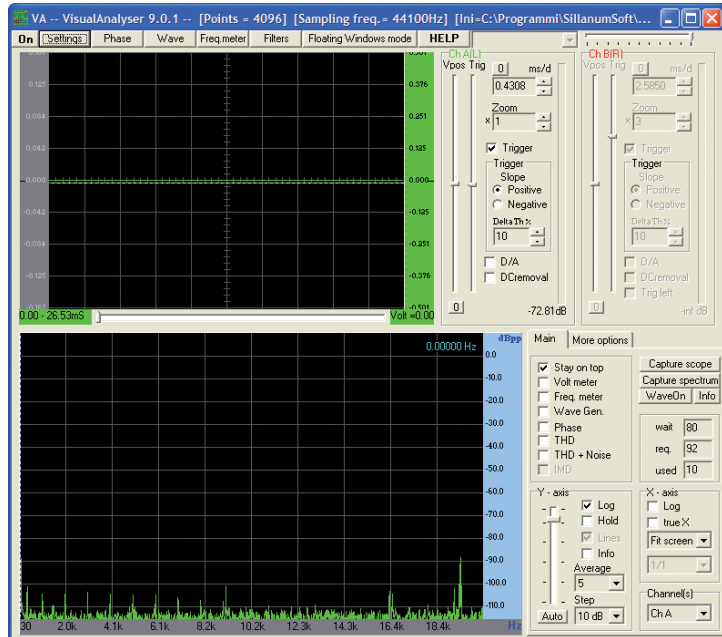 VA -- VisualAnalyser 9.0.1 -- [Points = 4096] [Sampling freq.= 44100Hz] [Ini=C:\Programmi\SillanumSoft\...
On Settings Phase Wave Freq.meter Filters Floating Windows mode HELP
Ch A(L)
Vpos Trig 0 ms/d
0.4308
Zoom
x 1
Trigger
Trigger
Slope
Positive
Negative
Delta Th %
10
D/A
DCremoval
0 -72.81dB
Ch B(R)
Vpos Trig 0 ms/d
2.5850
Zoom
x 3
Trigger
Trigger
Slope
Positive
Negative
Delta Th %
10
D/A
DCremoval
Trig left
0 -inf dB
0.125
0.084
0.042
0.000
-0.042
-0.084
-0.125
0.376
0.251
0.125
0.000
-0.125
-0.376
-0.501
0.00 - 26.53mS Volt =0.00
0.00000 Hz
dBpp
0.0
-10.0
-20.0
-30.0
-40.0
-50.0
-60.0
-70.0
-80.0
-90.0
-100.0
-110.0
30 2.0k 4.1k 6.1k 8.2k 10.2k 12.3k 14.3k 16.4k 18.4k Hz
Main More options
Stay on top
Volt meter
Freq. meter
Wave Gen.
Phase
THD
THD + Noise
IMD
Capture scope
Capture spectrum
WaveOn Info
wait 80
req. 92
used 10
Y - axis
Log
Hold
Lines
Info
Average
5
Step
Auto 10 dB
X - axis
Log
true X
Fit screen
1/1
Channel(s)
Ch A